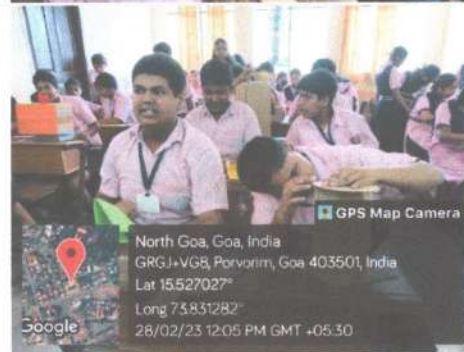 GPS Map Camera
North Goa, Goa, India
GRGJ+VG8, Porvorim, Goa 403501, India
Lat 15.527027°
Long 73.831282°
28/02/23 12:05 PM GMT +05:30
Google